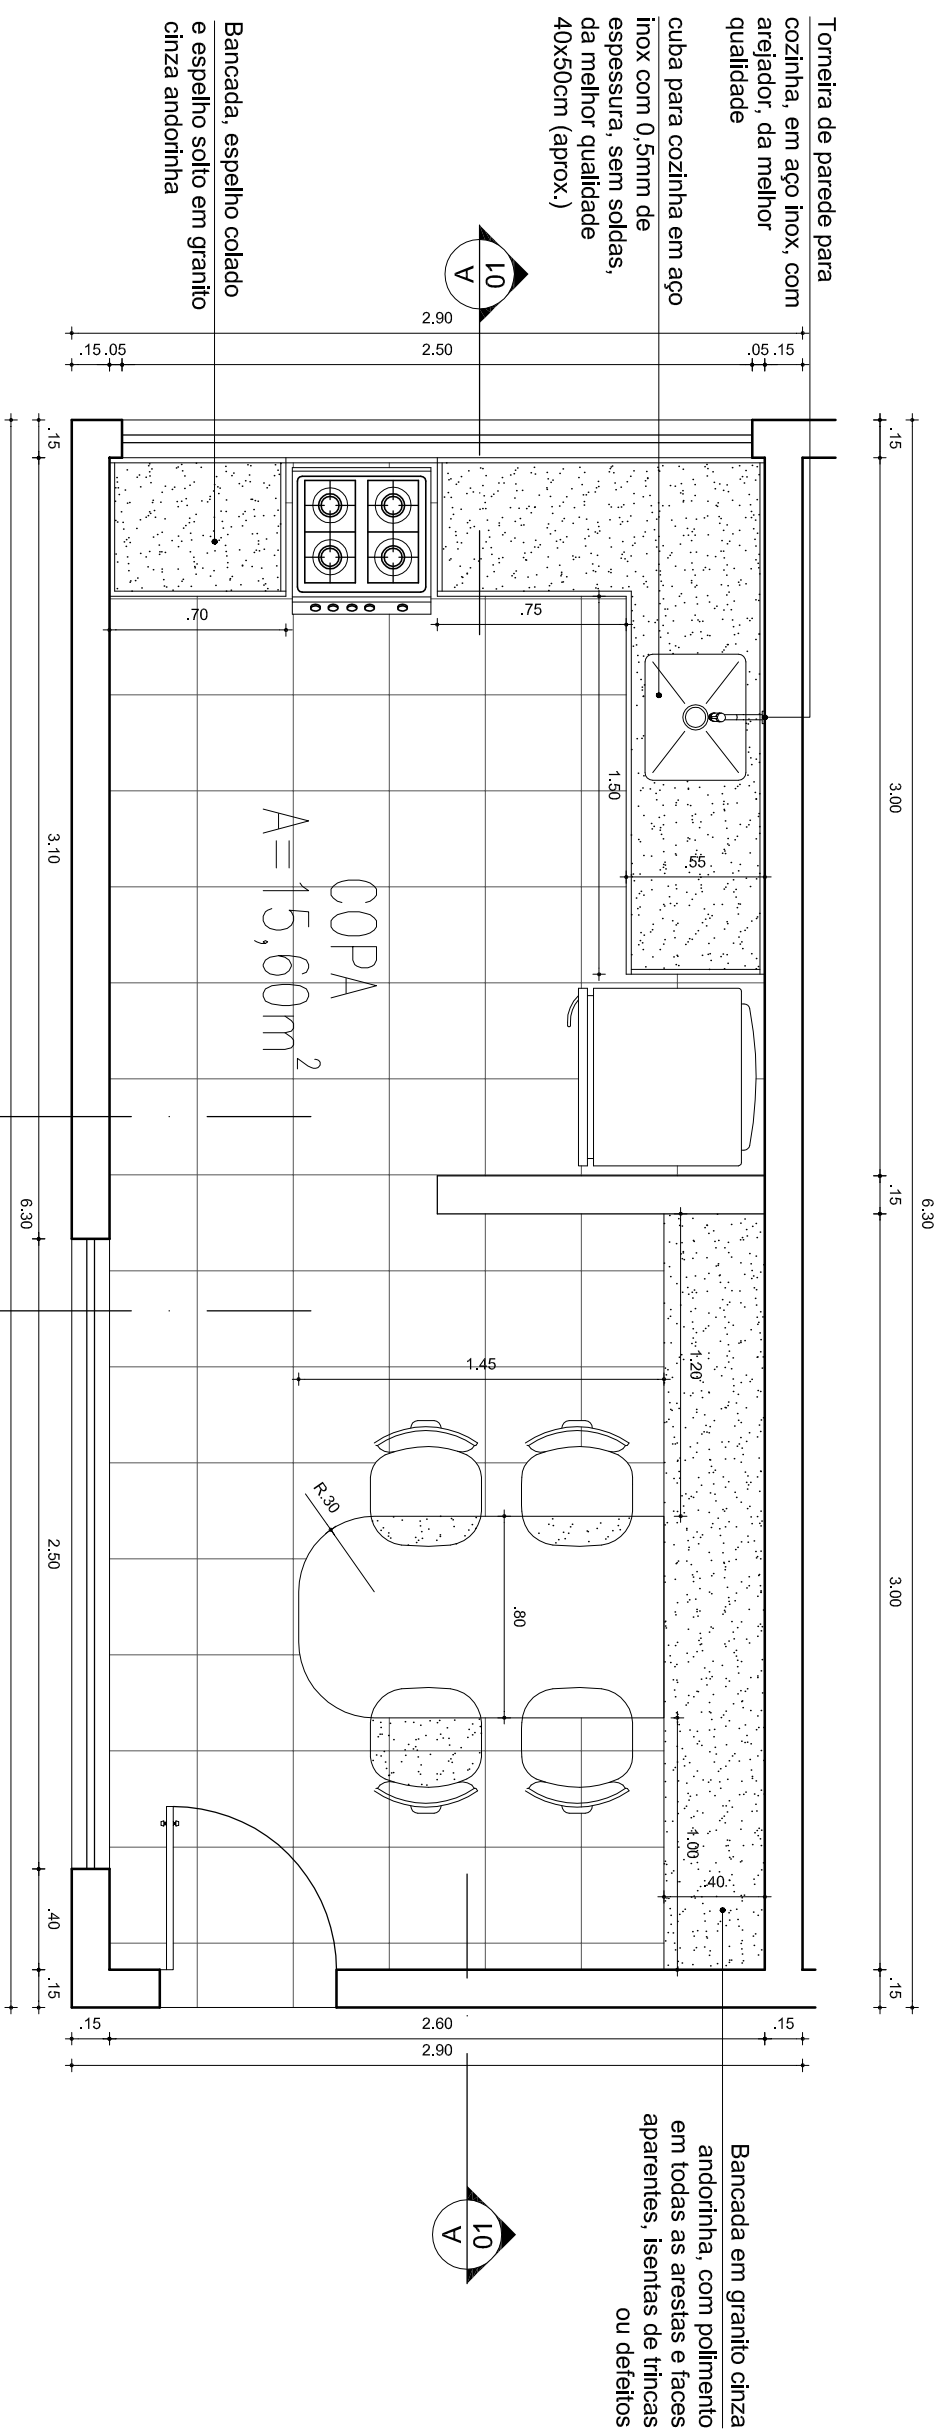 Torneira de parede para
cozinha, em aço inox, com
arejador, da melhor
qualidade
cuba para cozinha em aço
inox com 0,5mm de
espessura, sem soldas,
da melhor qualidade
40x50cm (aprox.)
01
A
Bancada, espelho colado
e espelho solto em granito
cinza andorinha
2.90
.15
.05
2.50
.05
.15
6.30
.15
3.00
.15
3.00
.15
.70
.75
1.50
.55
COPA
A=15,60m²
1.20
1.45
R.30
.80
1.00
.40
.15
3.10
2.50
.40
.15
6.30
.15
2.60
.15
2.90
Bancada em granito cinza
andorinha, com polimento
em todas as arestas e faces
aparentes, isentas de trincas
ou defeitos
01
A